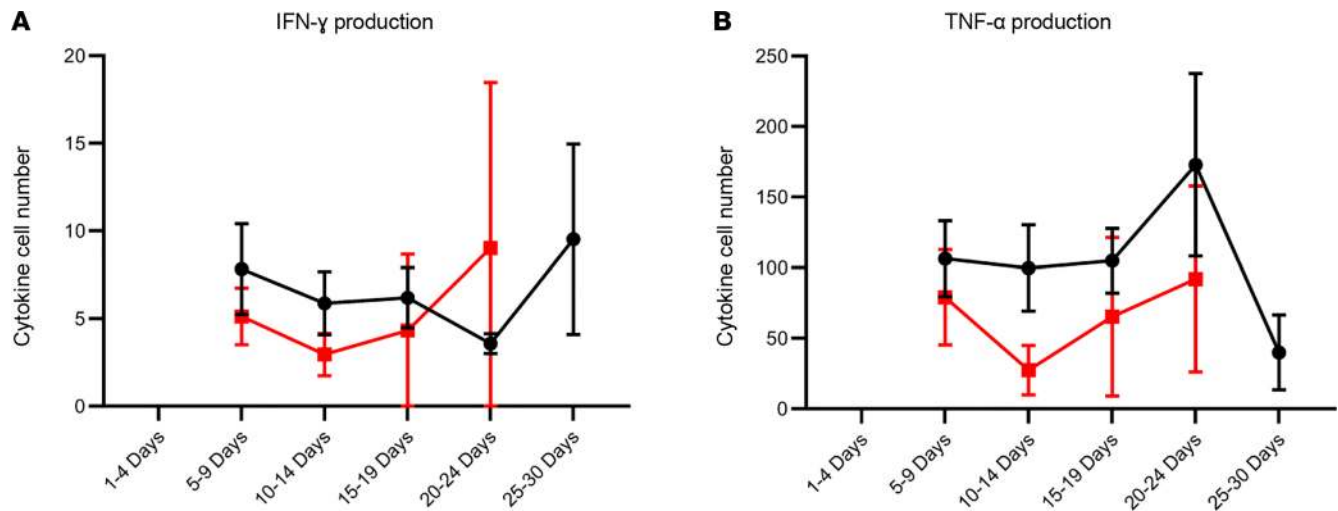 A
IFN-ɣ production
Cytokine cell number
20
15
10
5
0
1-4 Days
5-9 Days
10-14 Days
15-19 Days
20-24 Days
25-30 Days
B
TNF-α production
Cytokine cell number
250
200
150
100
50
0
1-4 Days
5-9 Days
10-14 Days
15-19 Days
20-24 Days
25-30 Days